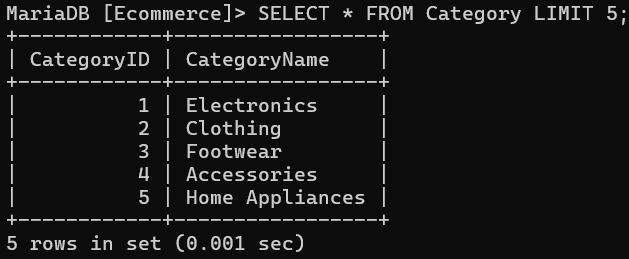 MariaDB [Ecommerce]> SELECT * FROM Category LIMIT 5;
+------------+-----------------+
| CategoryID | CategoryName    |
+------------+-----------------+
|          1 | Electronics     |
|          2 | Clothing        |
|          3 | Footwear        |
|          4 | Accessories     |
|          5 | Home Appliances |
+------------+-----------------+
5 rows in set (0.001 sec)